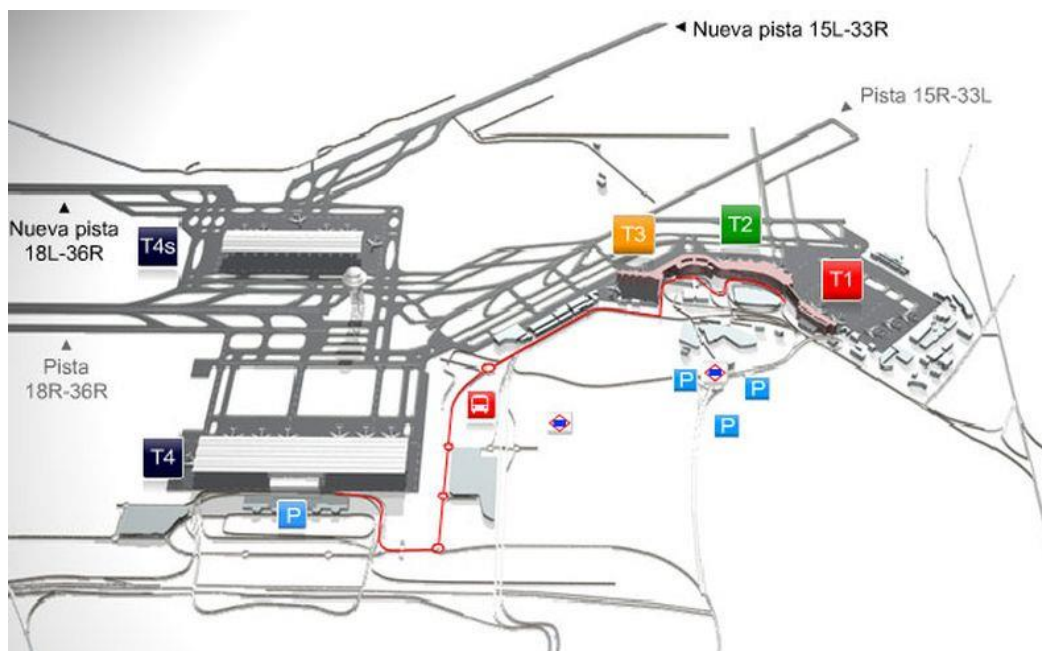 Nueva pista 15L-33R
Pista 15R-33L
Nueva pista
18L-36R
T4s
T3
T2
T1
Pista
18R-36R
P
P
P
T4
P